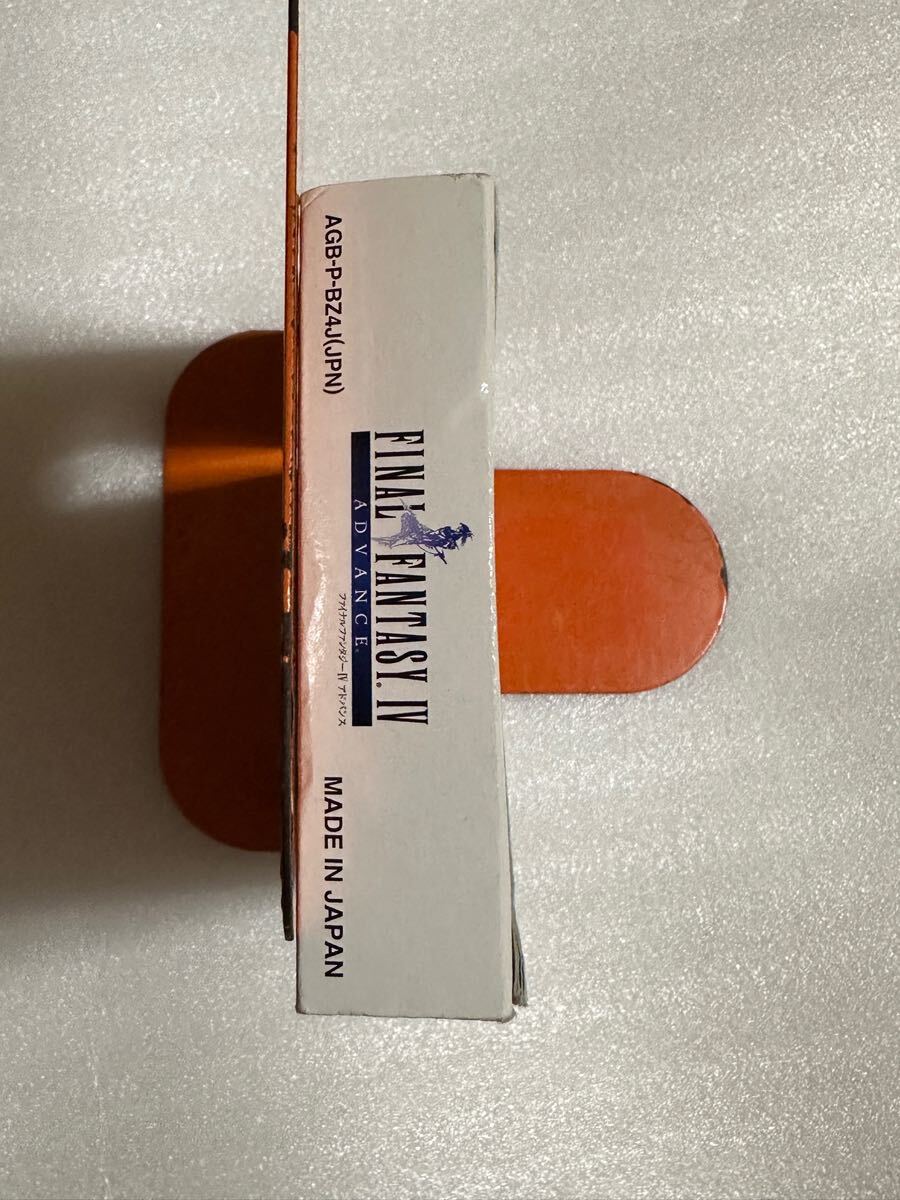 AGB-P-BZ4J(JPN)
FINAL FANTASY. IV
ADVANCE
ファイナルファンタジーIV アドバンス
MADE IN JAPAN